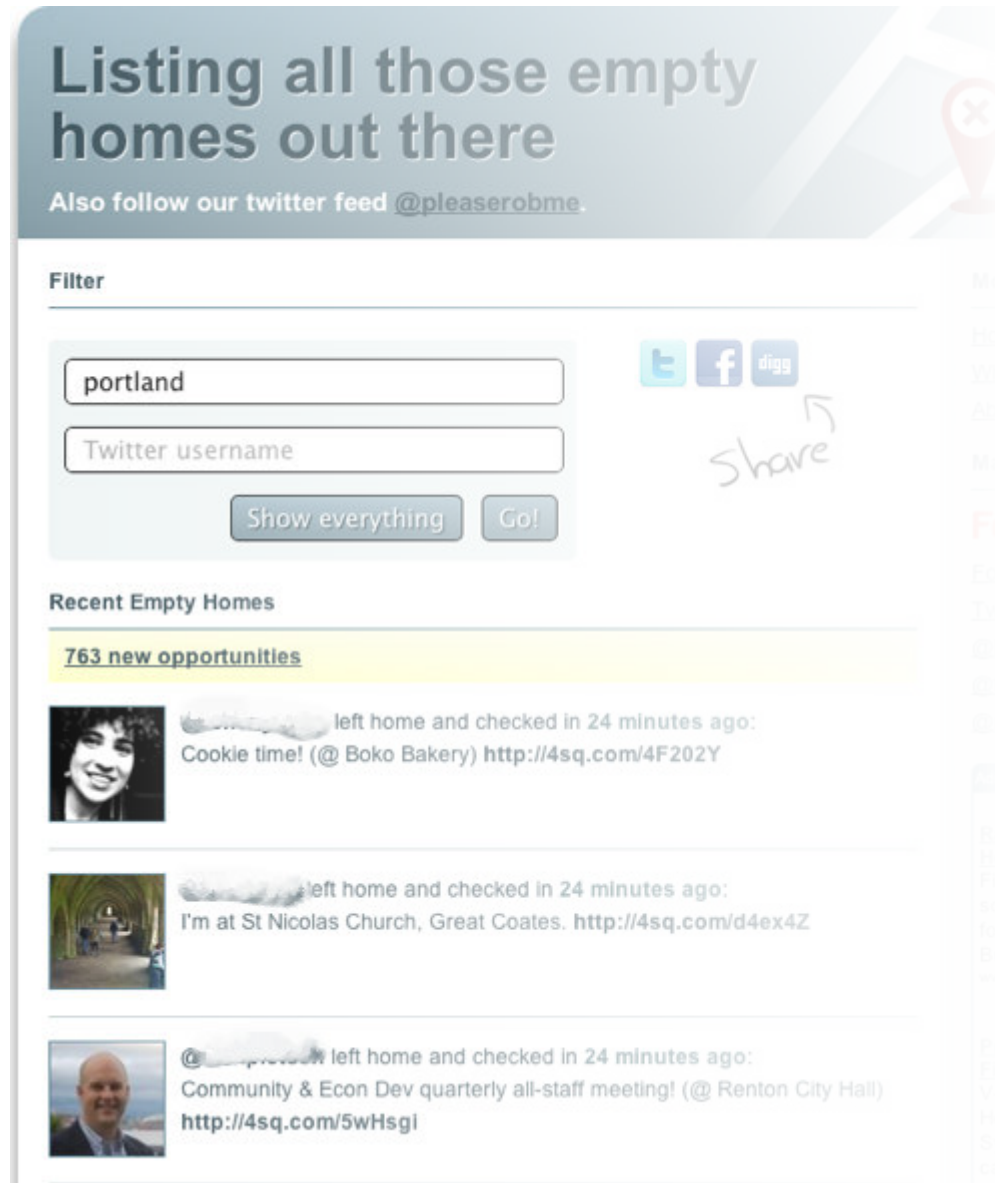 Listing all those empty
homes out there
Also follow our twitter feed @pleaserobme.
Filter
portland
Twitter username
Show everything Go!
t f digg
Share
Recent Empty Homes
763 new opportunities
left home and checked in 24 minutes ago:
Cookie time! (@ Boko Bakery) http://4sq.com/4F202Y
left home and checked in 24 minutes ago:
I'm at St Nicolas Church, Great Coates. http://4sq.com/d4ex4Z
@ left home and checked in 24 minutes ago:
Community & Econ Dev quarterly all-staff meeting! (@ Renton City Hall)
http://4sq.com/5wHsgi